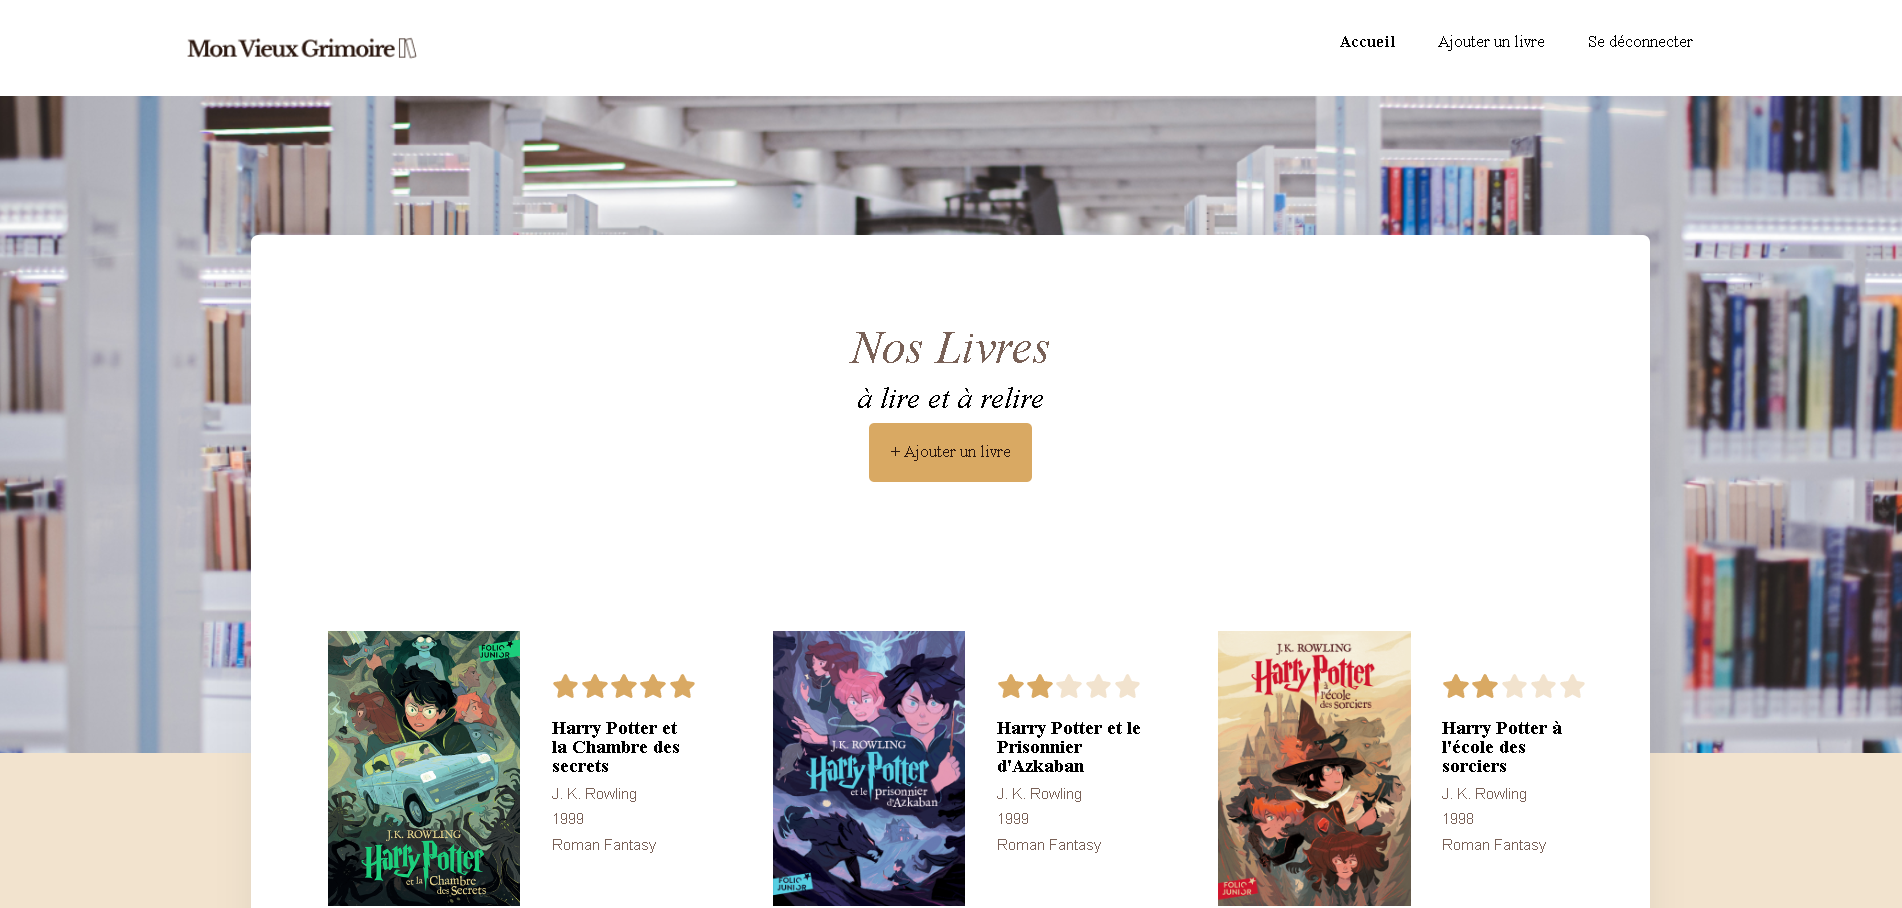 Mon Vieux Grimoire
Accueil
Ajouter un livre
Se déconnecter
Nos Livres
à lire et à relire
+ Ajouter un livre
FOLIO
JUNIOR
J.K. ROWLING
Harry Potter
et la Chambre
des Secrets
Harry Potter et
la Chambre des
secrets
J. K. Rowling
1999
Roman Fantasy
J.K. ROWLING
Harry Potter
et le prisonnier
d'Azkaban
FOLIO
JUNIOR
Harry Potter et le
Prisonnier
d'Azkaban
J. K. Rowling
1999
Roman Fantasy
J.K. ROWLING
Harry Potter
à
l'école
des sorciers
FOLIO
JUNIOR
Harry Potter à
l'école des
sorciers
J. K. Rowling
1998
Roman Fantasy